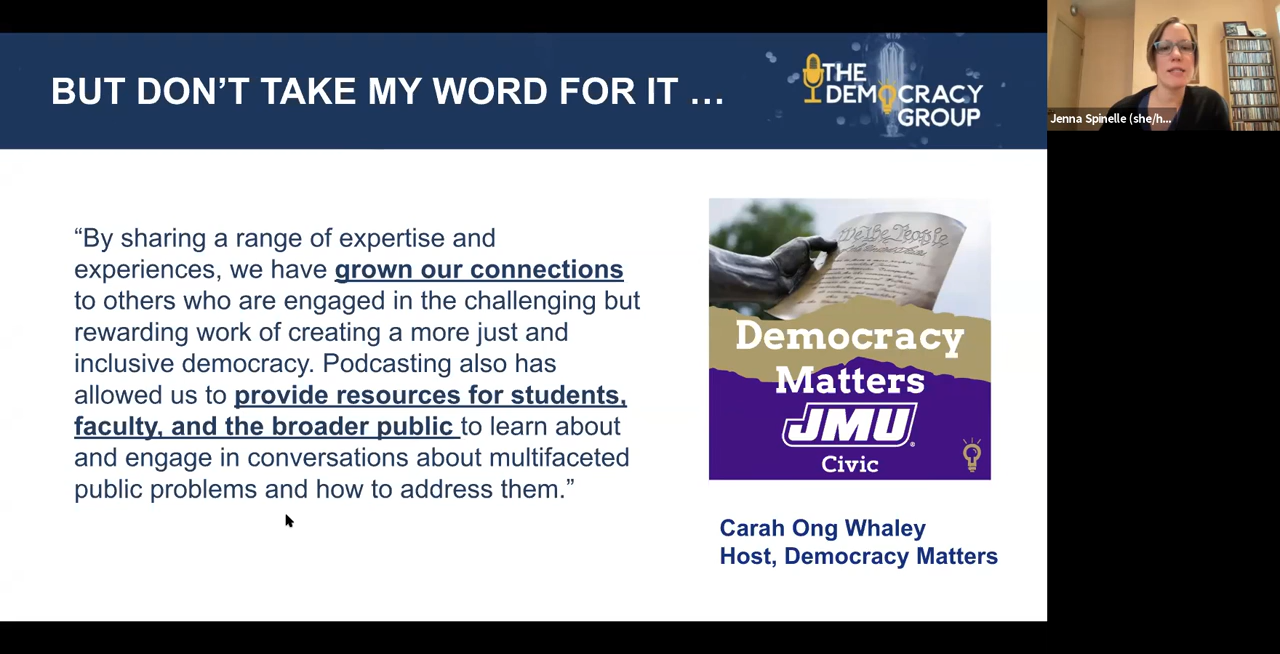 BUT DON’T TAKE MY WORD FOR IT …
THE
DEMOCRACY
GROUP
Jenna Spinelle (she/h...
“By sharing a range of expertise and
experiences, we have grown our connections
to others who are engaged in the challenging but
rewarding work of creating a more just and
inclusive democracy. Podcasting also has
allowed us to provide resources for students,
faculty, and the broader public to learn about
and engage in conversations about multifaceted
public problems and how to address them.”
We the People
Democracy
Matters
JMU
Civic
Carah Ong Whaley
Host, Democracy Matters